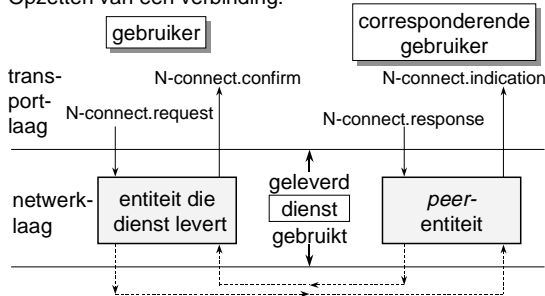 Opzetten van een verbinding:
gebruiker
corresponderende
gebruiker
trans-
port-
laag
N-connect.confirm
N-connect.indication
N-connect.request
N-connect.response
netwerk-
laag
entiteit die
dienst levert
geleverd
dienst
gebruikt
peer-
entiteit